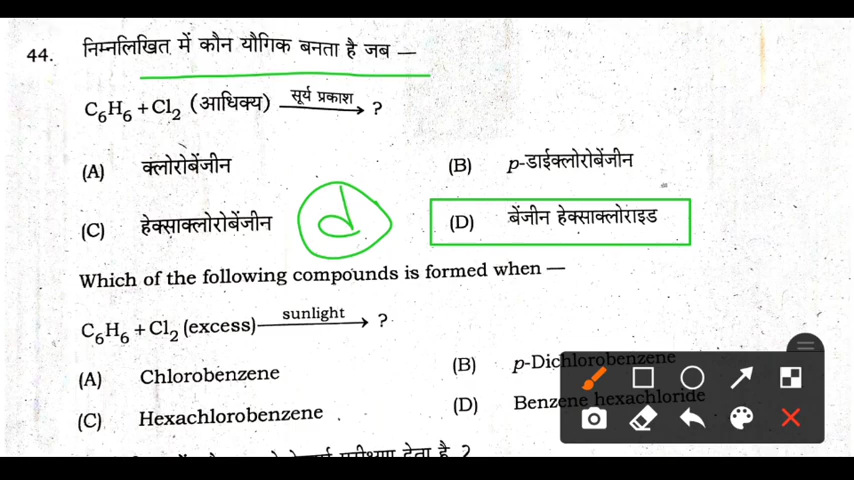 44. निम्नलिखित में कौन यौगिक बनता है जब —
C₆H₆ + Cl₂ (आधिक्य) सूर्य प्रकाश → ?
(A) क्लोरोबेंजीन (B) p-डाईक्लोरोबेंजीन
(C) हेक्साक्लोरोबेंजीन d (D) बेंजीन हेक्साक्लोराइड
Which of the following compounds is formed when —
C₆H₆ + Cl₂ (excess) sunlight → ?
(A) Chlorobenzene (B) p-Dichlorobenzene
(C) Hexachlorobenzene (D) Benzene hexachloride
देता है ?